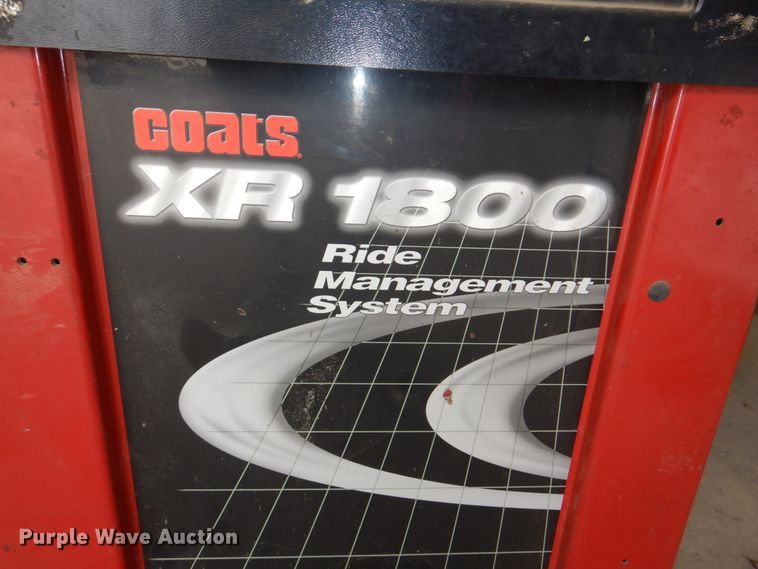 coats
XR 1800
Ride
Management
System
Purple Wave Auction